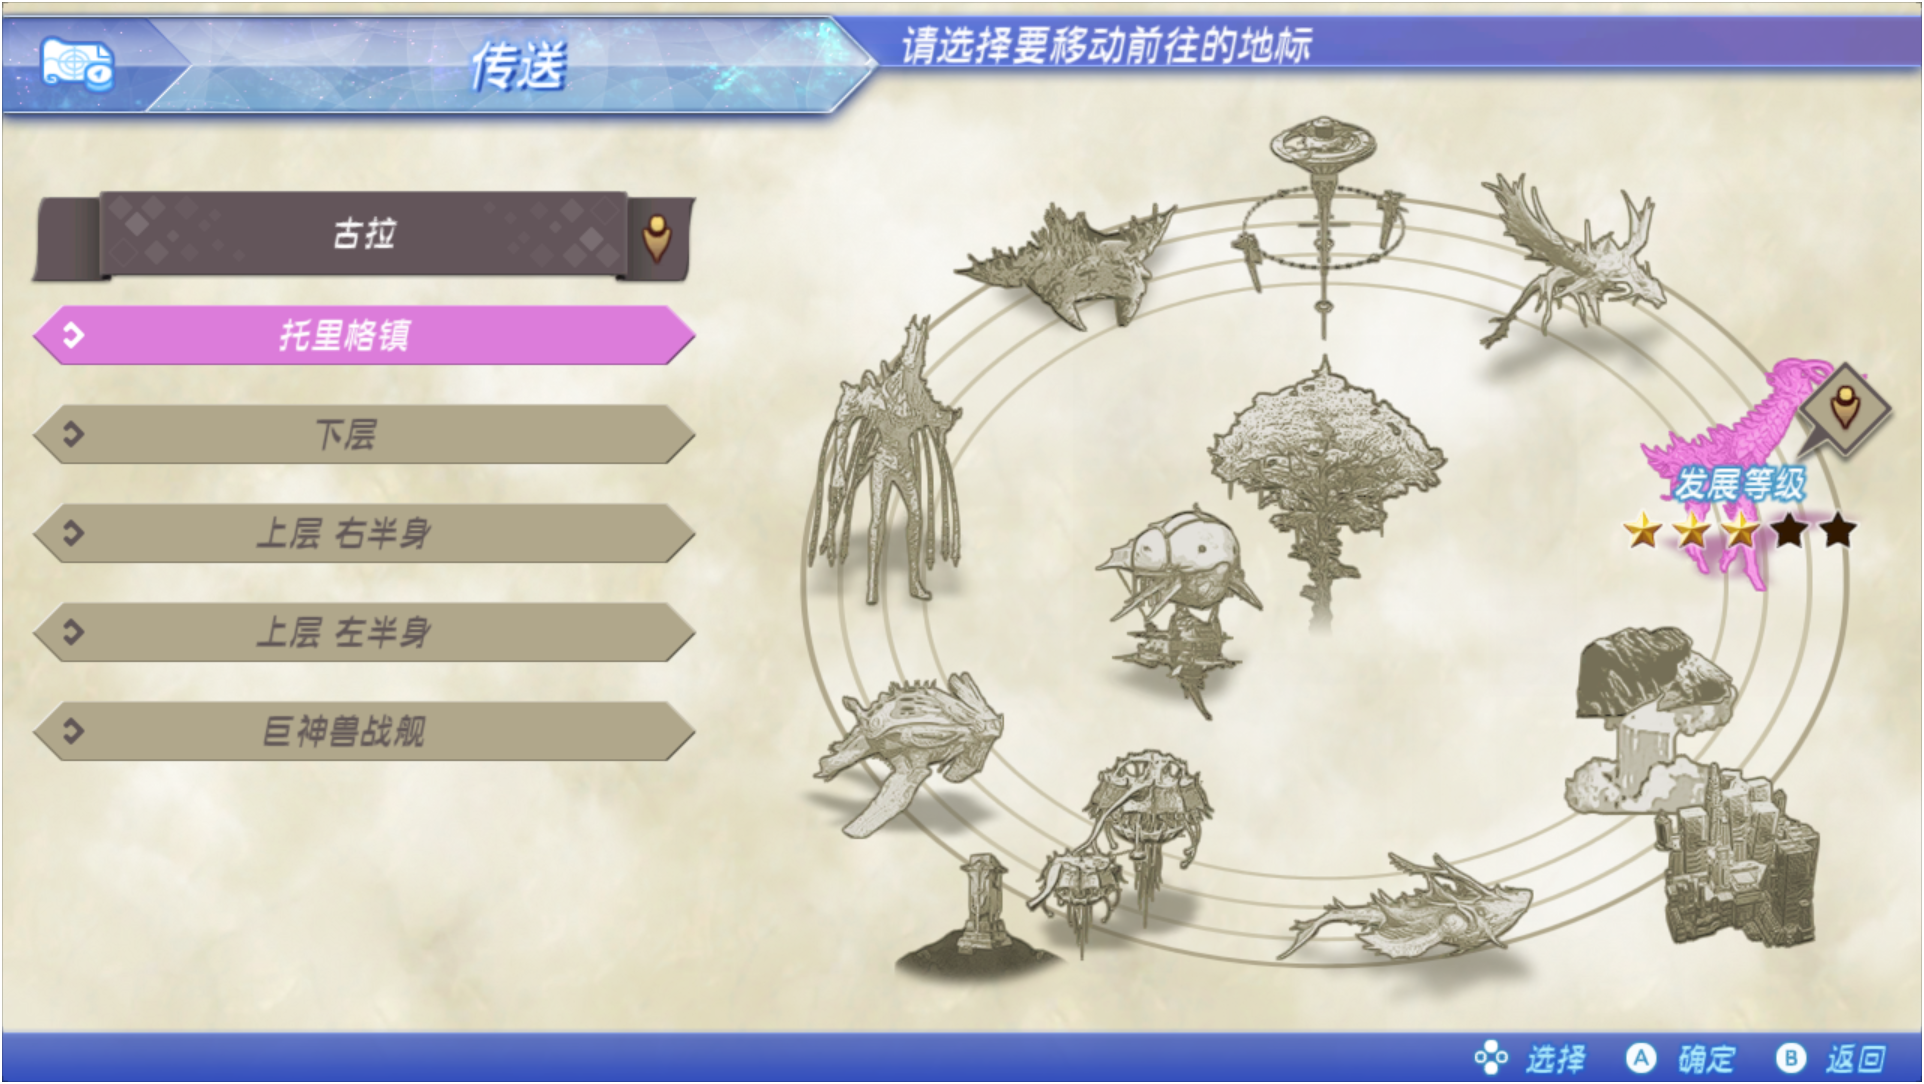 传送
请选择要移动前往的地标
古拉
托里格镇
下层
上层 右半身
上层 左半身
巨神兽战舰
发展等级
选择 A 确定 B 返回